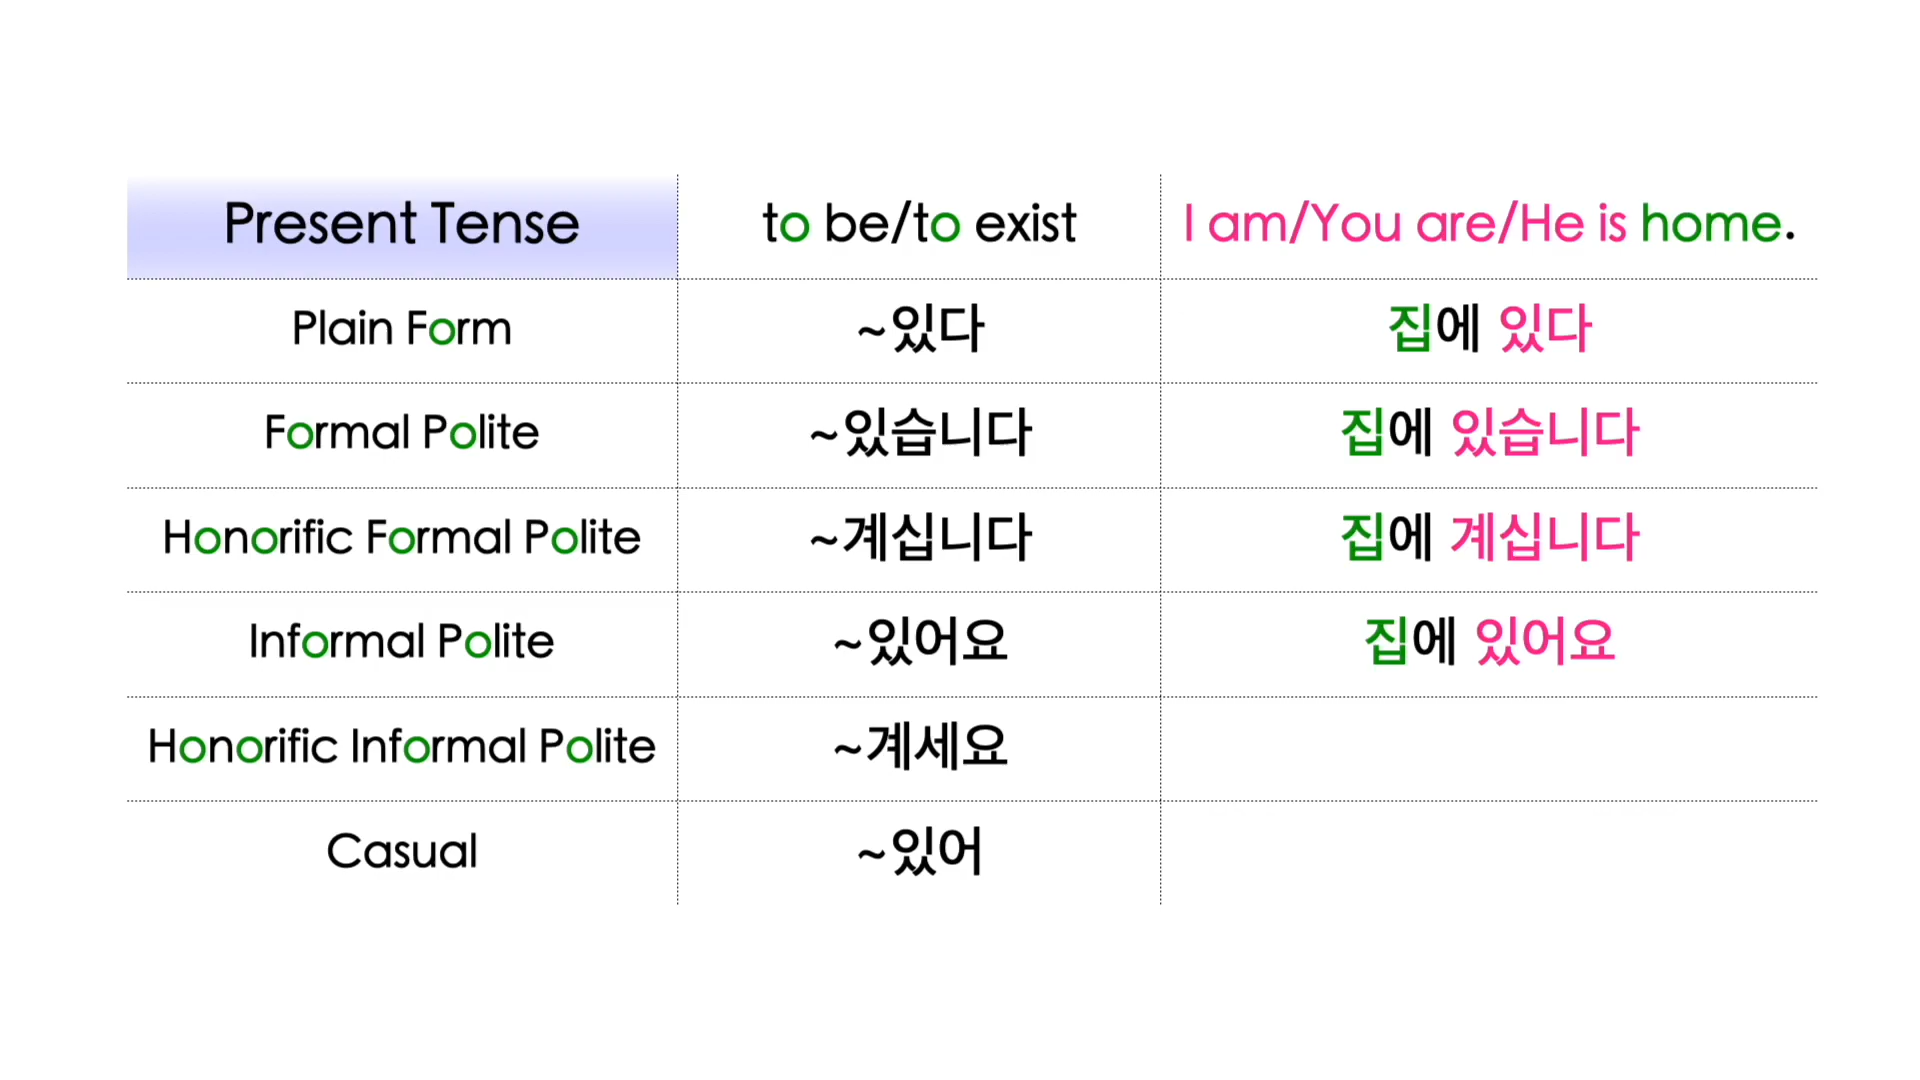 Present Tense to be/to exist I am/You are/He is home.
Plain Form ~있다 집에 있다
Formal Polite ~있습니다 집에 있습니다
Honorific Formal Polite ~계십니다 집에 계십니다
Informal Polite ~있어요 집에 있어요
Honorific Informal Polite ~계세요
Casual ~있어